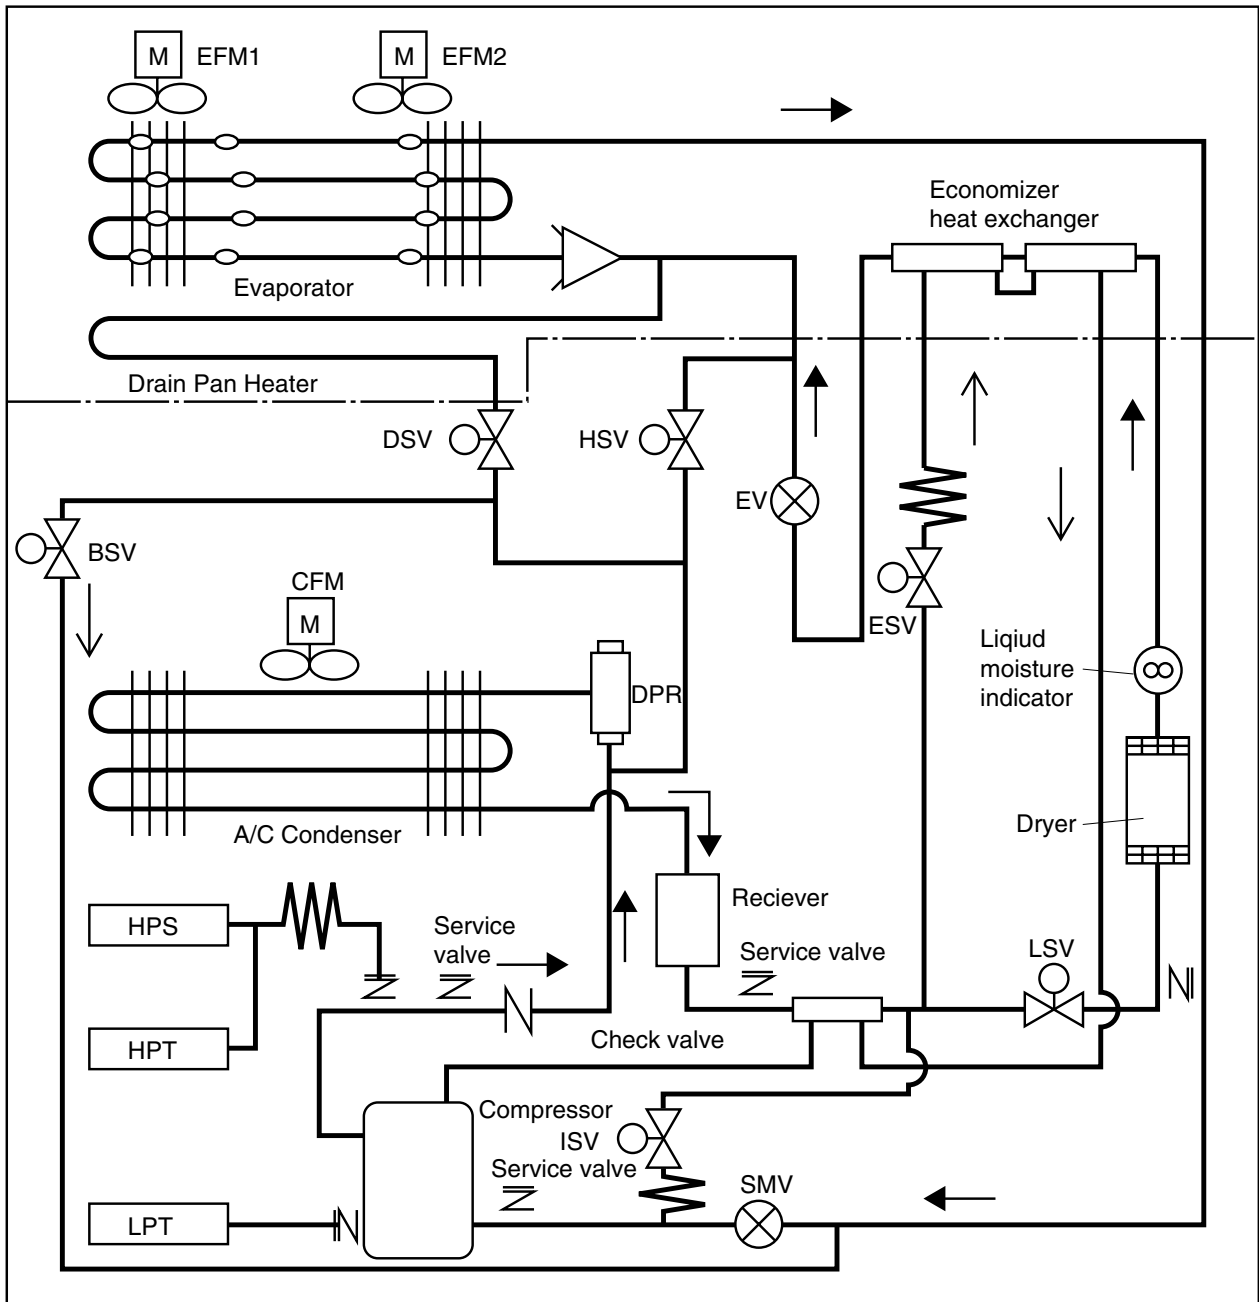 M EFM1
M EFM2
Economizer
heat exchanger
Evaporator
Drain Pan Heater
DSV
HSV
EV
BSV
ESV
CFM
M
Liqiud
moisture
indicator
DPR
Dryer
A/C Condenser
Reciever
HPS
Service
valve
Service valve
LSV
HPT
Check valve
Compressor
ISV
Service valve
SMV
LPT